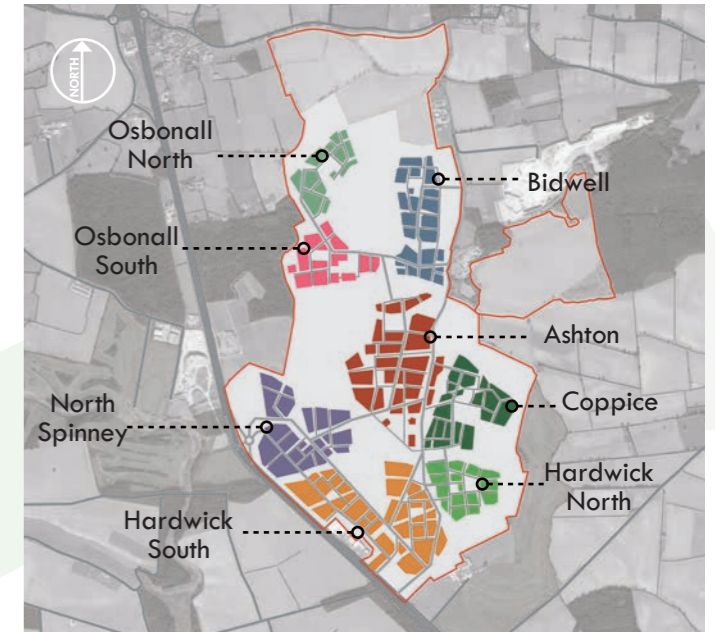 NORTH
Osbonall
North
Bidwell
Osbonall
South
Ashton
North
Spinney
Coppice
Hardwick
North
Hardwick
South